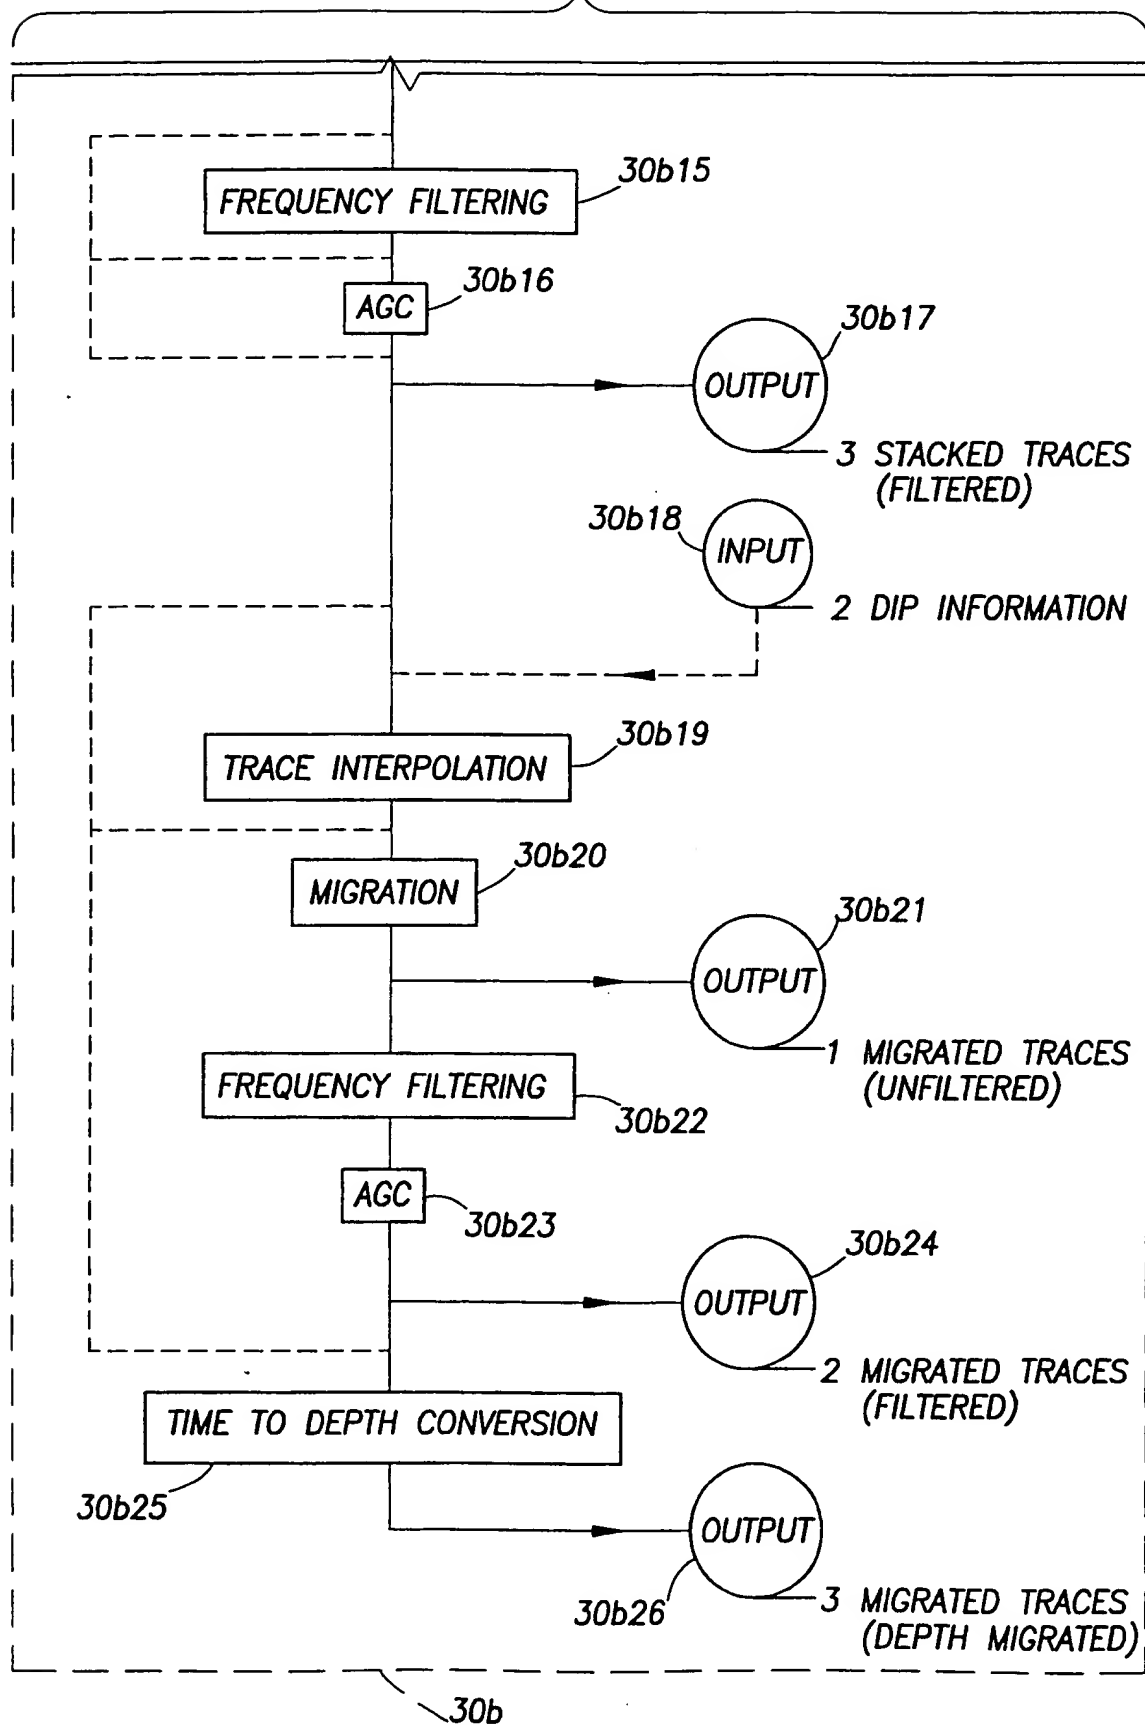 30b15
FREQUENCY FILTERING
30b16
AGC
30b17
OUTPUT
3 STACKED TRACES
(FILTERED)
30b18
INPUT
2 DIP INFORMATION
30b19
TRACE INTERPOLATION
30b20
MIGRATION
30b21
OUTPUT
1 MIGRATED TRACES
(UNFILTERED)
FREQUENCY FILTERING
30b22
AGC
30b23
30b24
OUTPUT
2 MIGRATED TRACES
(FILTERED)
TIME TO DEPTH CONVERSION
30b25
OUTPUT
30b26
3 MIGRATED TRACES
(DEPTH MIGRATED)
30b